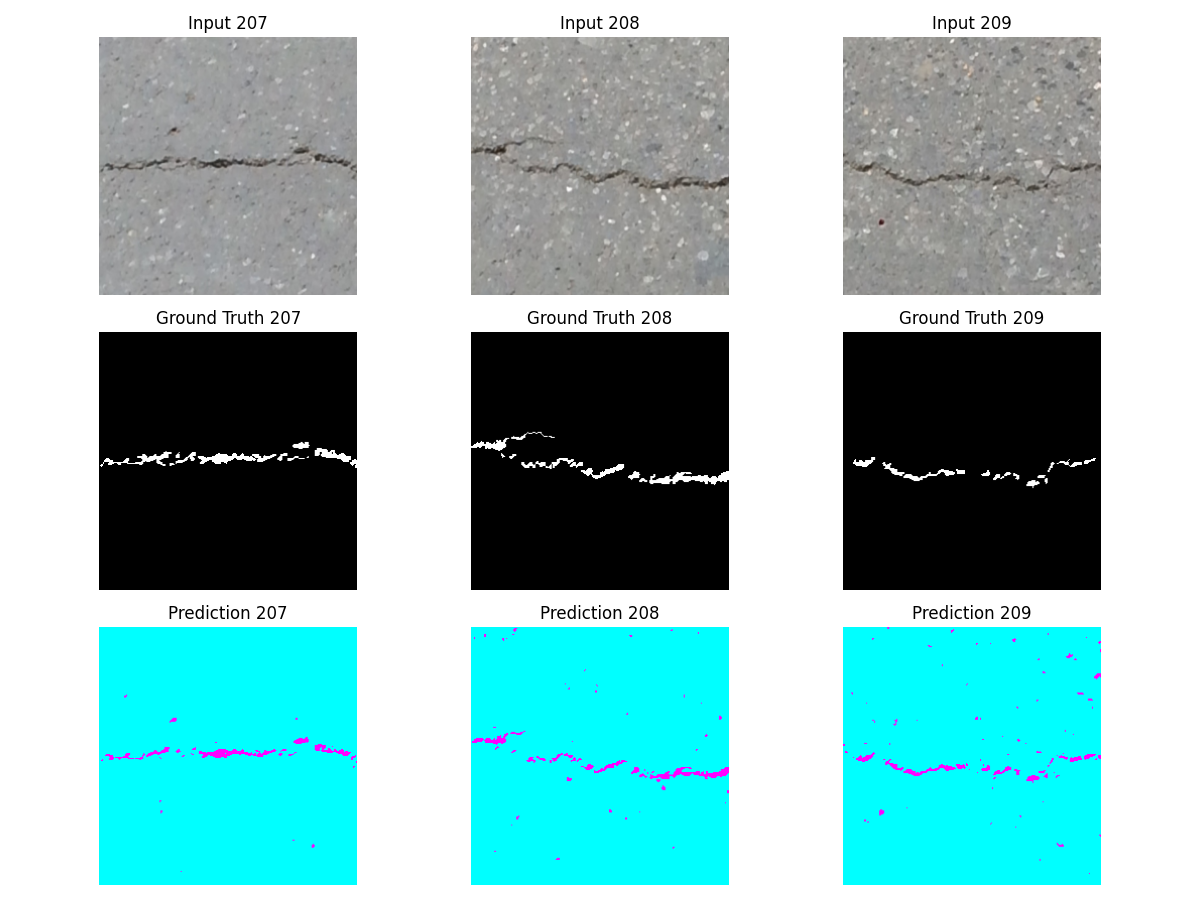 Input 207
Input 208
Input 209
Ground Truth 207
Ground Truth 208
Ground Truth 209
Prediction 207
Prediction 208
Prediction 209